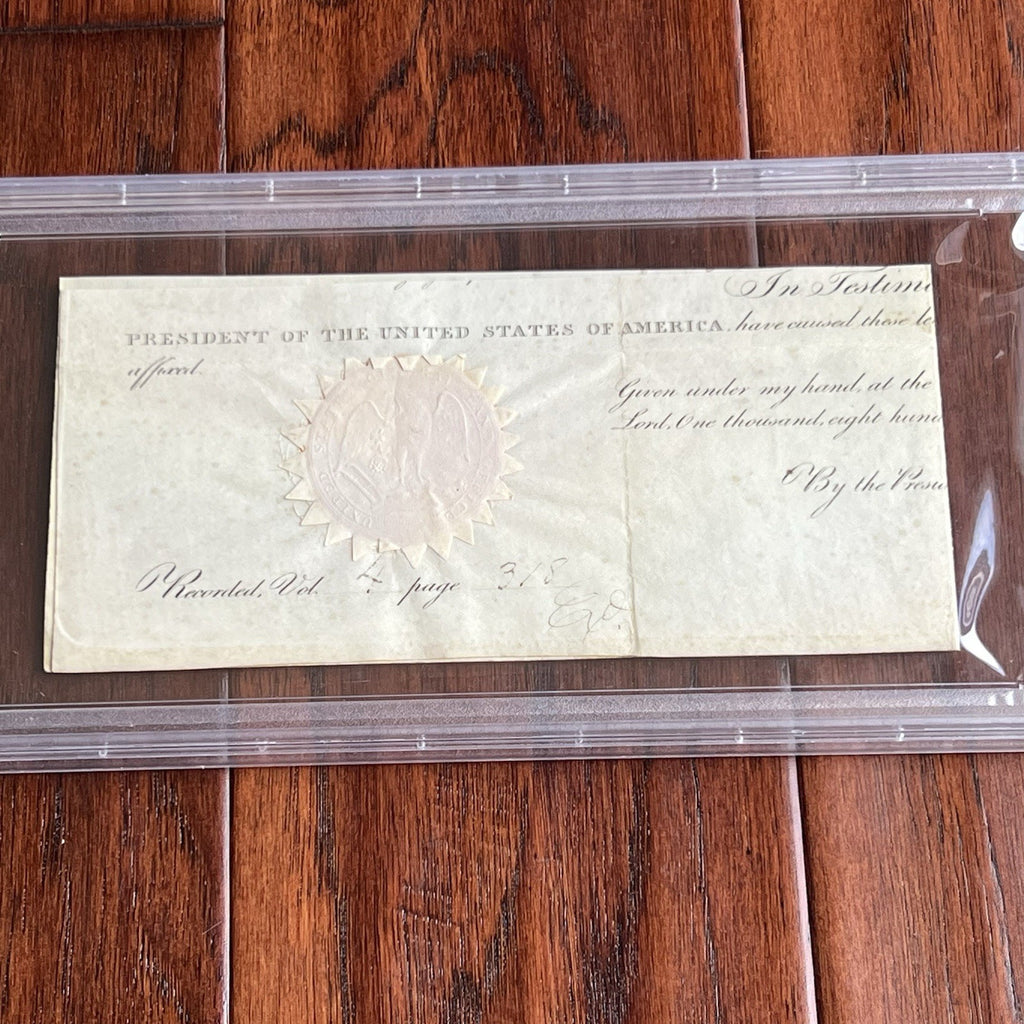 In Testim
PRESIDENT OF THE UNITED STATES OF AMERICA, have caused these le
affixed.
Given under my hand, at the
Lord, One thousand, eight hund
By the Presi
Recorded, Vol. 4. page 318